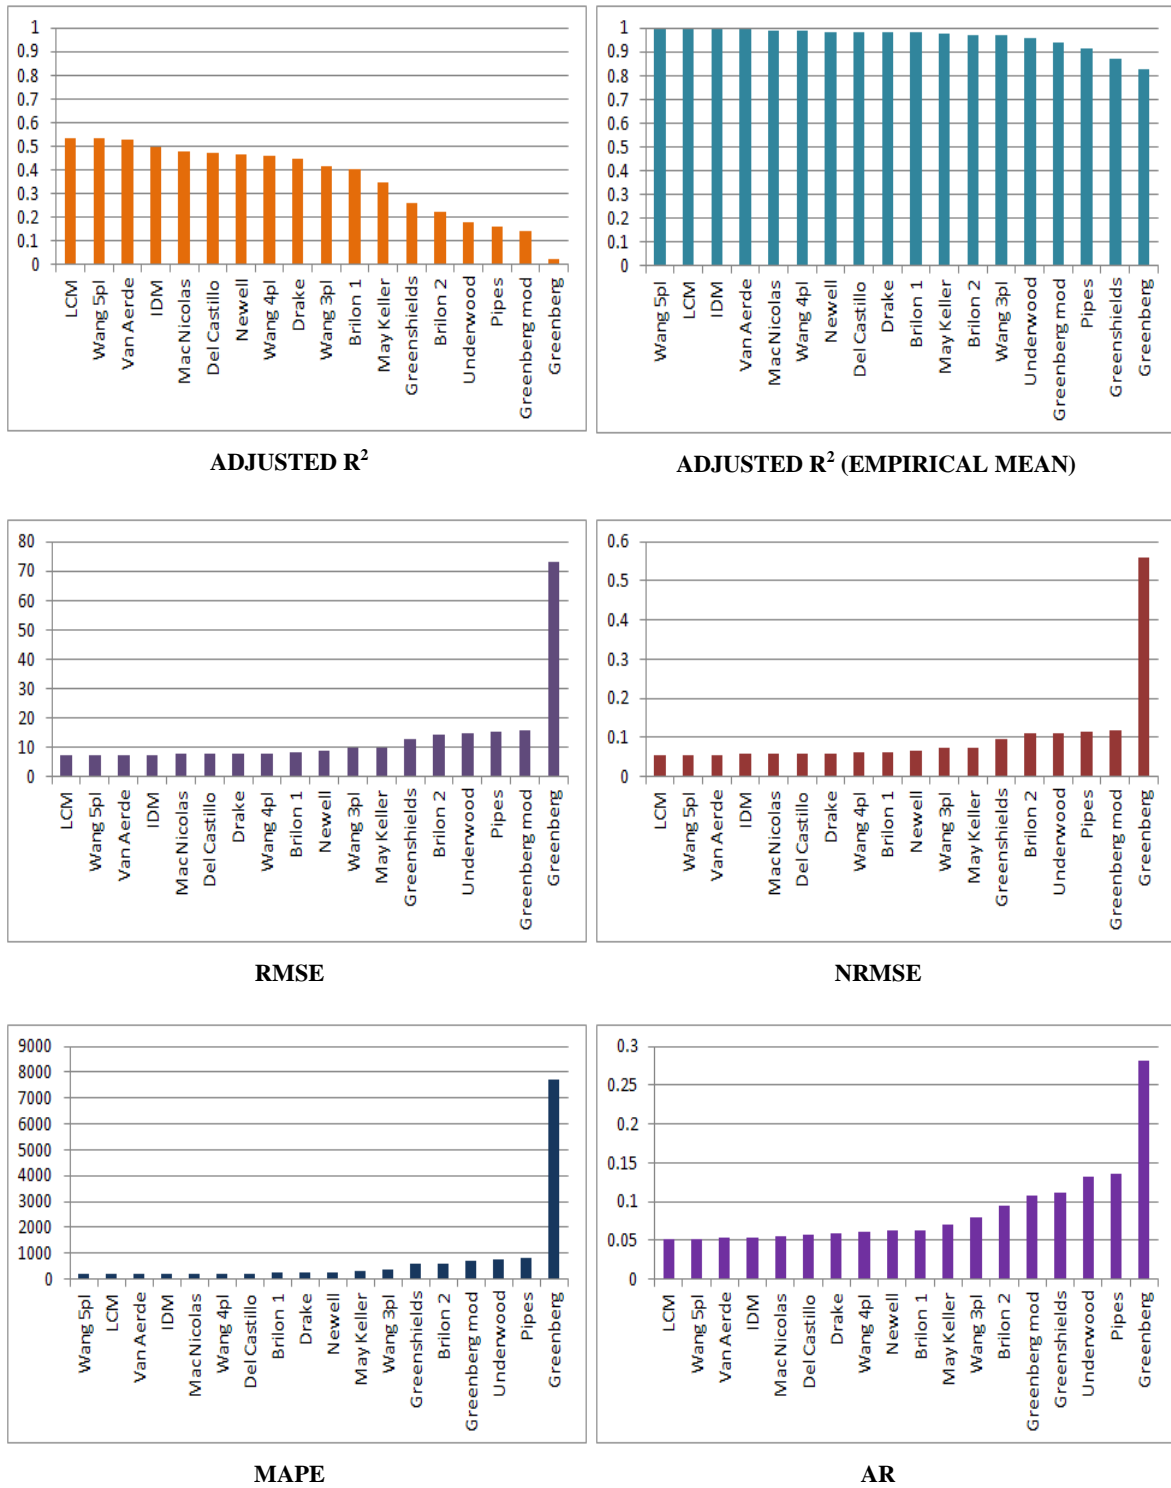 1
0.9
0.8
0.7
0.6
0.5
0.4
0.3
0.2
0.1
0
LCM
Wang 5pl
Van Aerde
IDM
MacNicolas
Del Castillo
Newell
Wang 4pl
Drake
Wang 3pl
Brilon 1
May Keller
Greenshields
Brilon 2
Underwood
Pipes
Greenberg mod
Greenberg
ADJUSTED R²
1
0.9
0.8
0.7
0.6
0.5
0.4
0.3
0.2
0.1
0
Wang 5pl
LCM
IDM
Van Aerde
MacNicolas
Wang 4pl
Newell
Del Castillo
Drake
Brilon 1
May Keller
Brilon 2
Wang 3pl
Underwood
Greenberg mod
Pipes
Greenshields
Greenberg
ADJUSTED R² (EMPIRICAL MEAN)
80
70
60
50
40
30
20
10
0
LCM
Wang 5pl
Van Aerde
IDM
MacNicolas
Del Castillo
Drake
Wang 4pl
Brilon 1
Newell
Wang 3pl
May Keller
Greenshields
Brilon 2
Underwood
Pipes
Greenberg mod
Greenberg
RMSE
0.6
0.5
0.4
0.3
0.2
0.1
0
LCM
Wang 5pl
Van Aerde
IDM
MacNicolas
Del Castillo
Drake
Wang 4pl
Brilon 1
Newell
Wang 3pl
May Keller
Greenshields
Brilon 2
Underwood
Pipes
Greenberg mod
Greenberg
NRMSE
9000
8000
7000
6000
5000
4000
3000
2000
1000
0
Wang 5pl
LCM
Van Aerde
IDM
MacNicolas
Wang 4pl
Del Castillo
Brilon 1
Drake
Newell
May Keller
Wang 3pl
Greenshields
Brilon 2
Greenberg mod
Underwood
Pipes
Greenberg
MAPE
0.3
0.25
0.2
0.15
0.1
0.05
0
LCM
Wang 5pl
Van Aerde
IDM
MacNicolas
Del Castillo
Drake
Wang 4pl
Newell
Brilon 1
May Keller
Wang 3pl
Brilon 2
Greenberg mod
Greenshields
Underwood
Pipes
Greenberg
AR